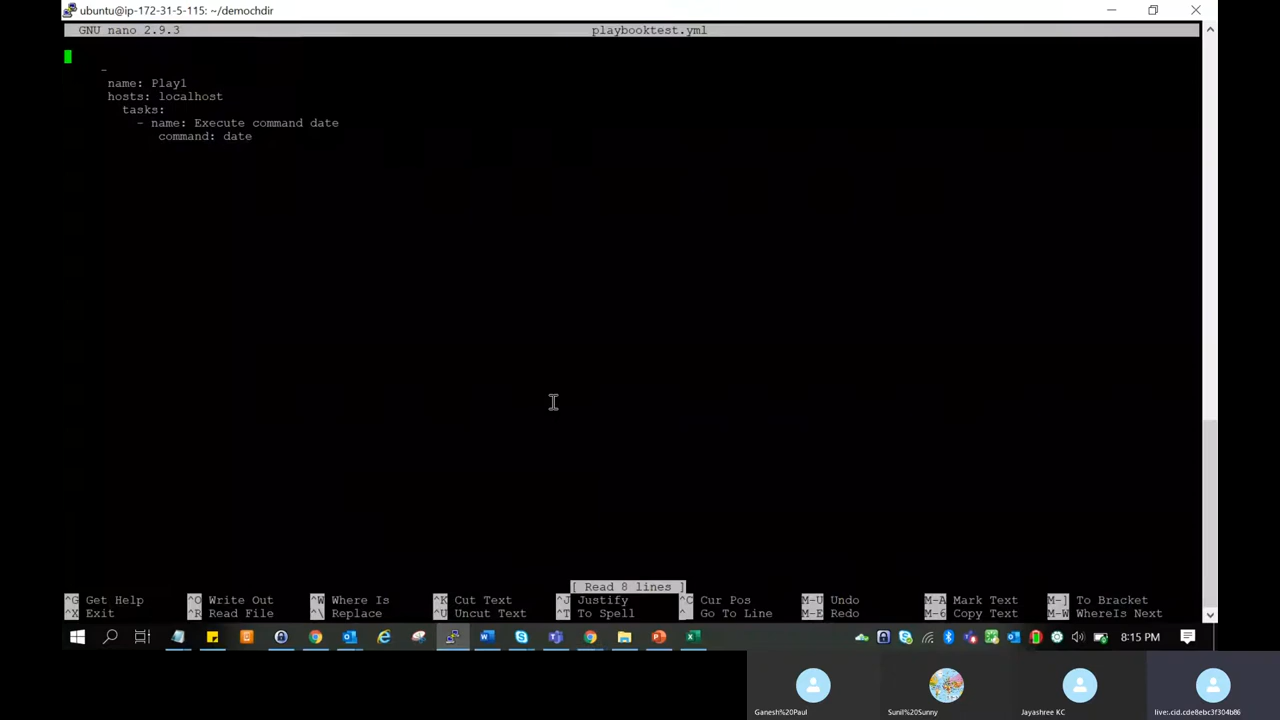 ubuntu@ip-172-31-5-115: ~/demochdir
GNU nano 2.9.3 playbooktest.yml
-
name: Play1
hosts: localhost
tasks:
- name: Execute command date
command: date
[ Read 8 lines ]
^G Get Help ^O Write Out ^W Where Is ^K Cut Text ^J Justify ^C Cur Pos M-U Undo M-A Mark Text M-] To Bracket
^X Exit ^R Read File ^\ Replace ^U Uncut Text ^T To Spell ^_ Go To Line M-E Redo M-6 Copy Text M-W WhereIs Next
8:15 PM
Ganesh%20Paul Sunil%20Sunny Jayashree KC live:.cid.cde8ebc3f304b86